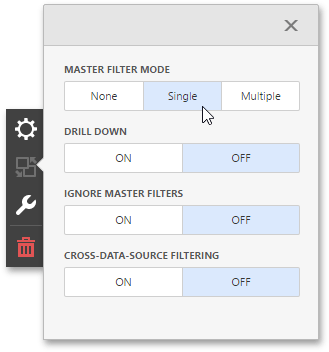 MASTER FILTER MODE
None Single Multiple
DRILL DOWN
ON OFF
IGNORE MASTER FILTERS
ON OFF
CROSS-DATA-SOURCE FILTERING
ON OFF